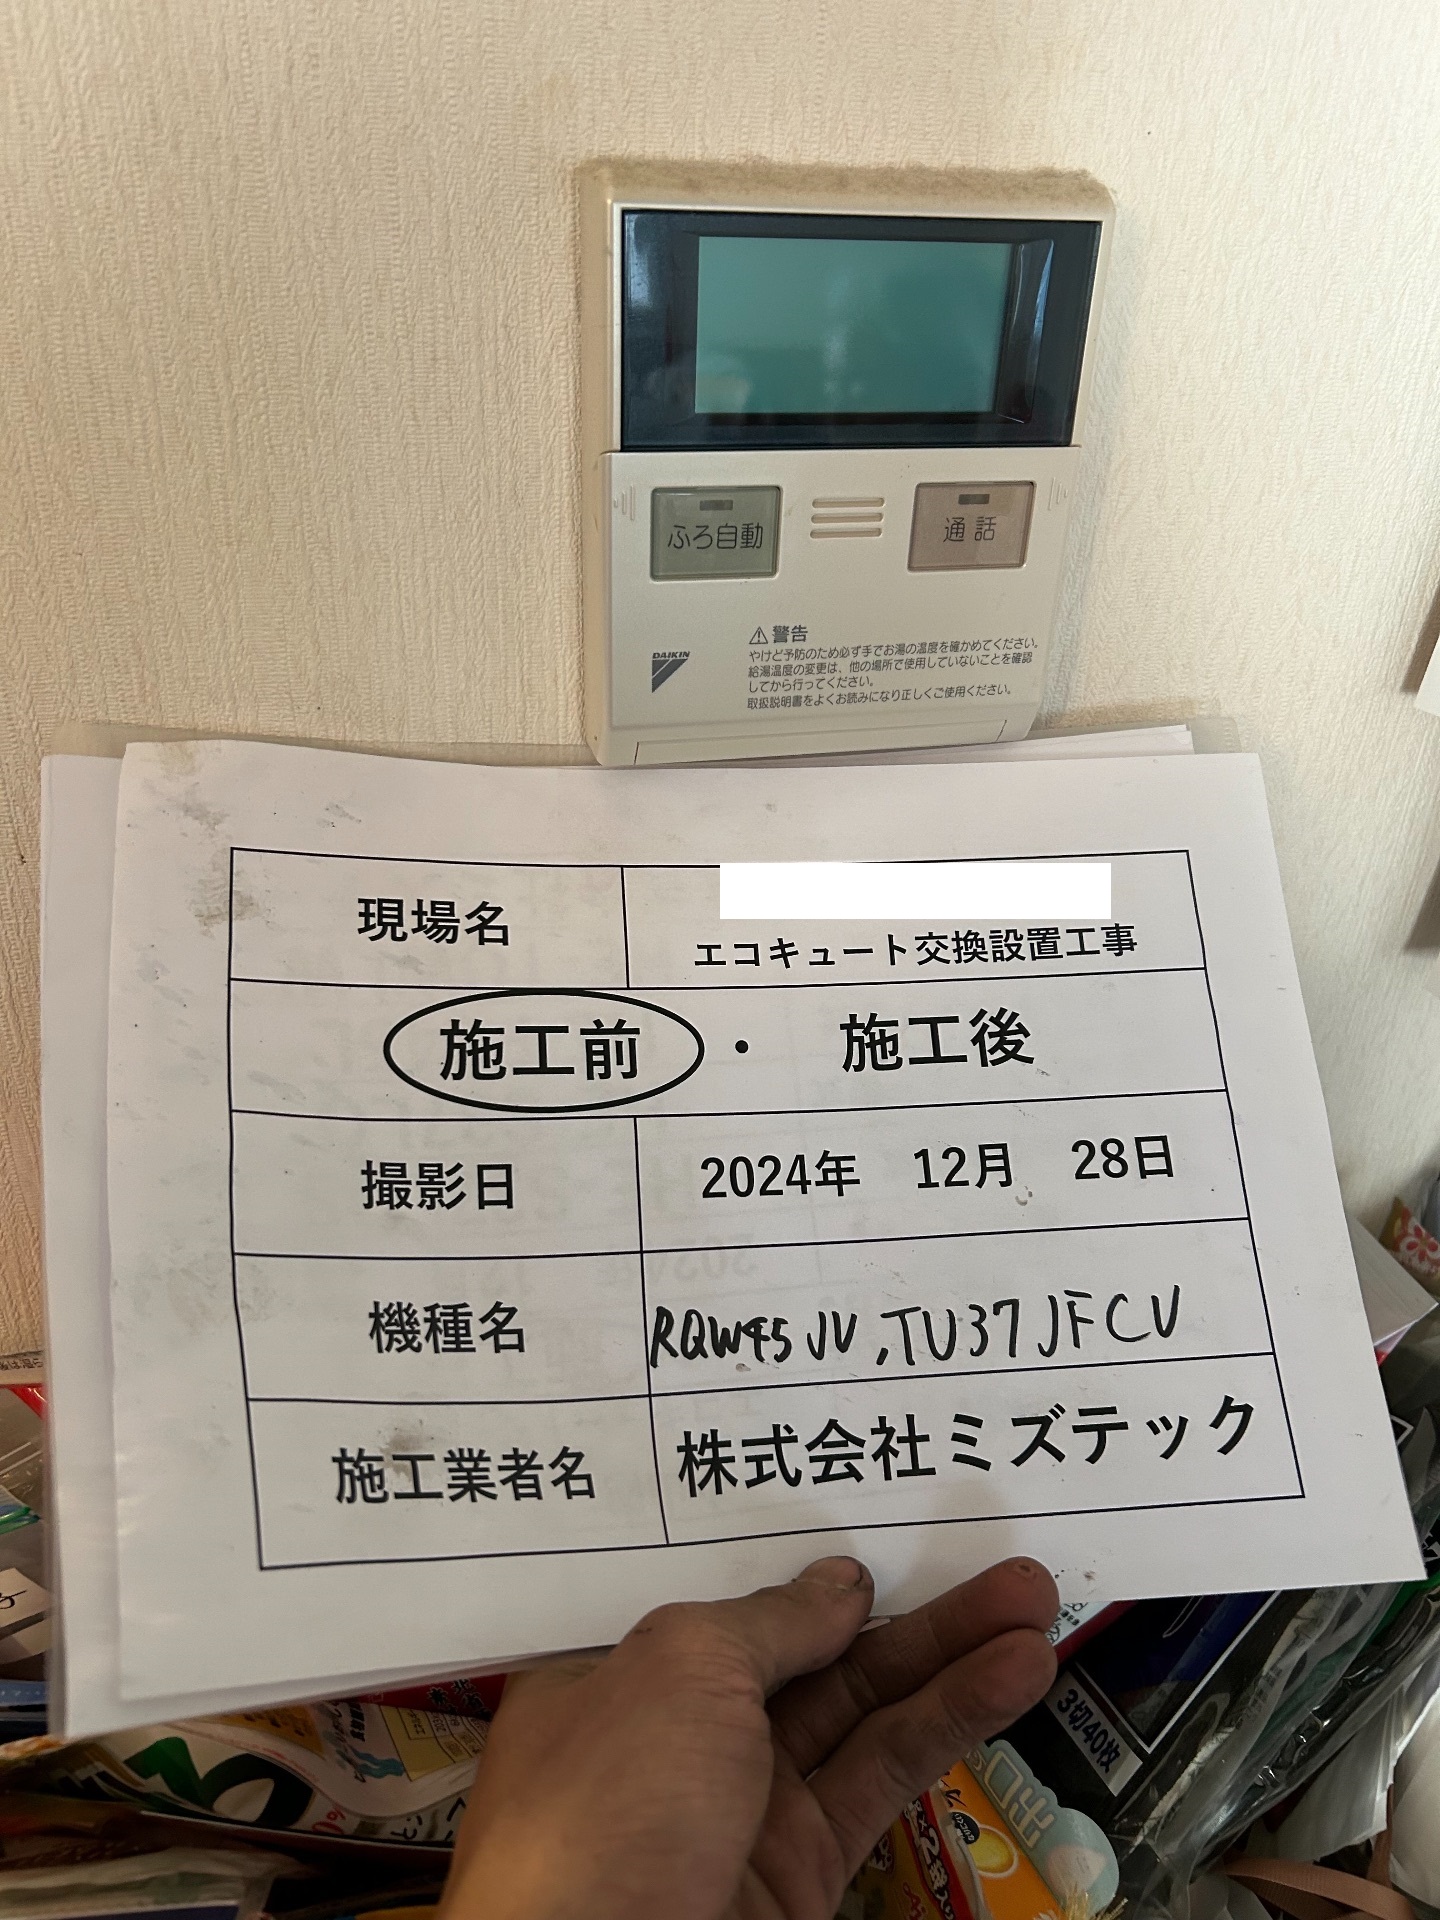 ふろ自動
通話
DAIKIN
⚠警告
やけど予防のため必ず手でお湯の温度を確かめてください。
給湯温度の変更は、他の場所で使用していないことを確認
してから行ってください。
取扱説明書をよくお読みになり正しくご使用ください。
現場名
エコキュート交換設置工事
施工前 ・ 施工後
撮影日 2024年 12月 28日
機種名 RQW45JV,TU37JFCV
施工業者名 株式会社ミズテック
3切40枚